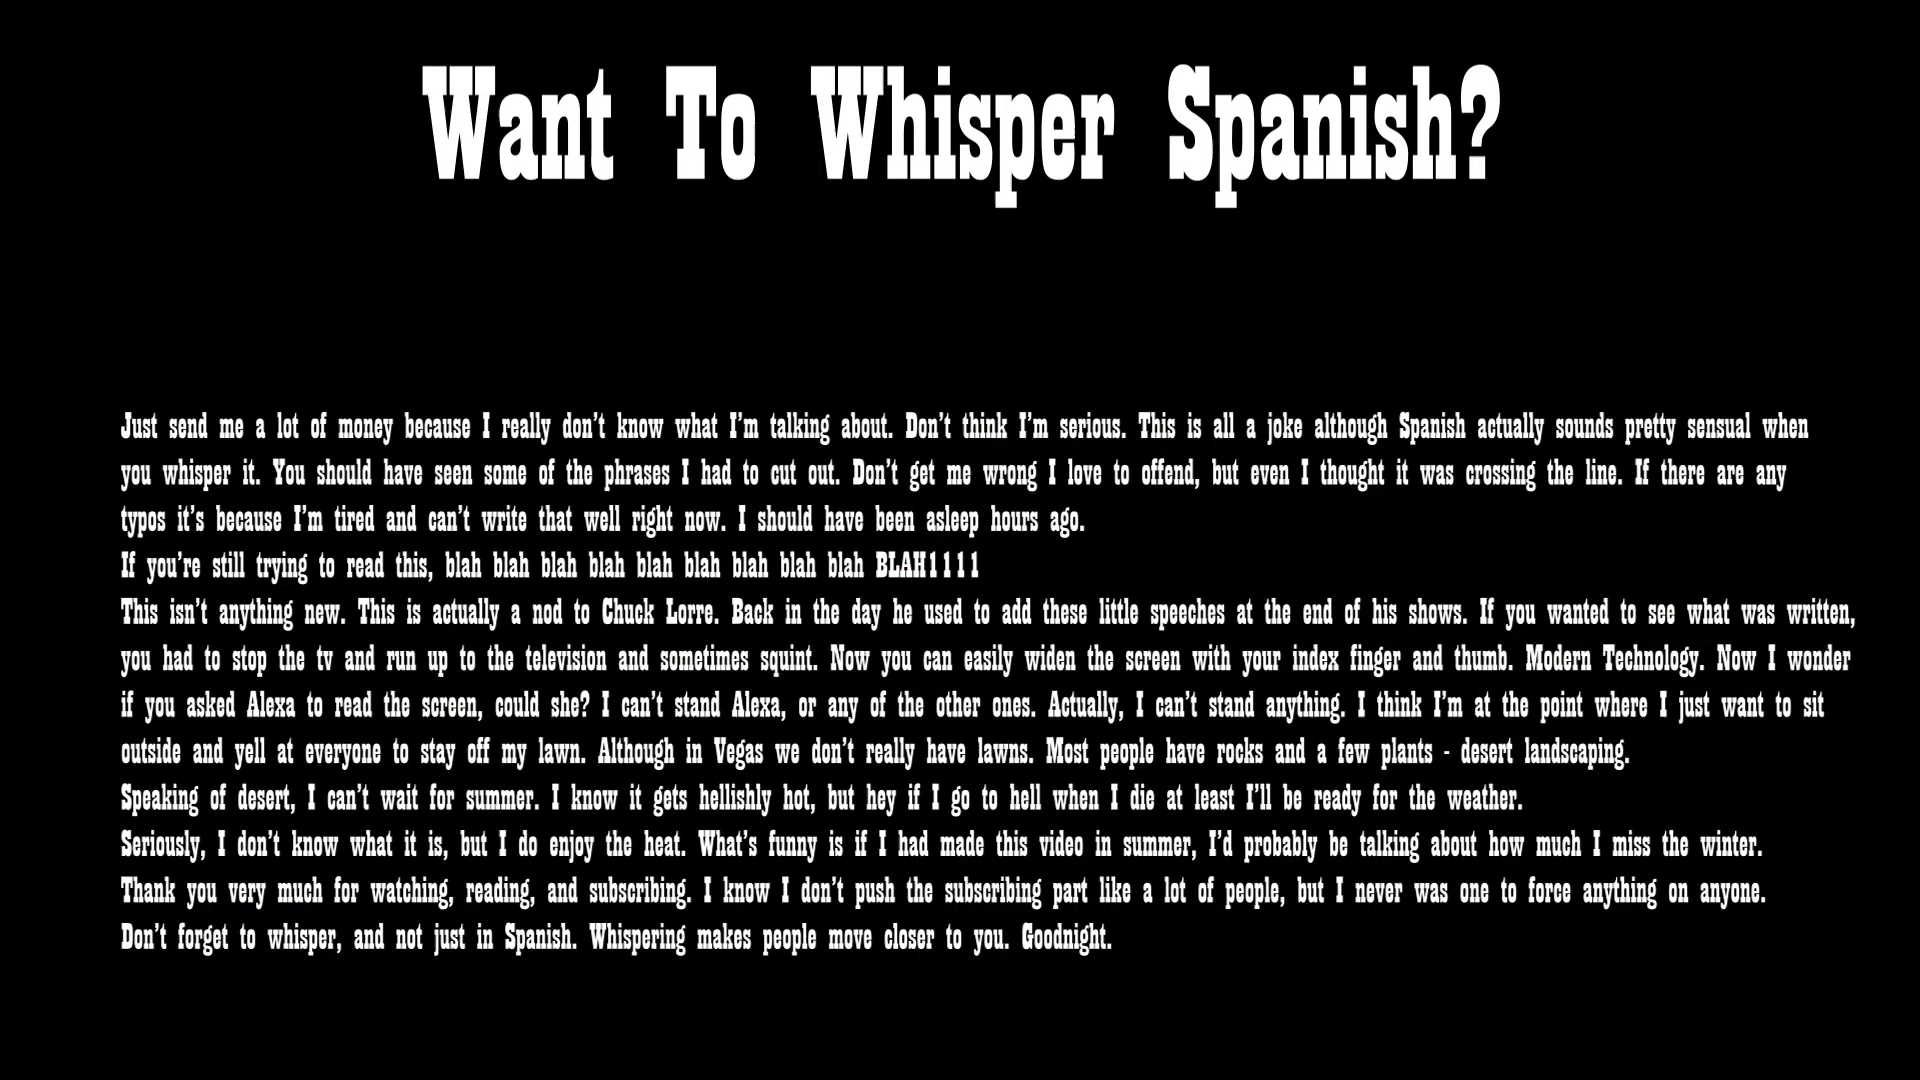 Want To Whisper Spanish?
Just send me a lot of money because I really don't know what I'm talking about. Don't think I'm serious. This is all a joke although Spanish actually sounds pretty sensual when
you whisper it. You should have seen some of the phrases I had to cut out. Don't get me wrong I love to offend, but even I thought it was crossing the line. If there are any
typos it's because I'm tired and can't write that well right now. I should have been asleep hours ago.
If you're still trying to read this, blah blah blah blah blah blah blah blah blah BLAH1111
This isn't anything new. This is actually a nod to Chuck Lorre. Back in the day he used to add these little speeches at the end of his shows. If you wanted to see what was written,
you had to stop the tv and run up to the television and sometimes squint. Now you can easily widen the screen with your index finger and thumb. Modern Technology. Now I wonder
if you asked Alexa to read the screen, could she? I can't stand Alexa, or any of the other ones. Actually, I can't stand anything. I think I'm at the point where I just want to sit
outside and yell at everyone to stay off my lawn. Although in Vegas we don't really have lawns. Most people have rocks and a few plants - desert landscaping.
Speaking of desert, I can't wait for summer. I know it gets hellishly hot, but hey if I go to hell when I die at least I'll be ready for the weather.
Seriously, I don't know what it is, but I do enjoy the heat. What's funny is if I had made this video in summer, I'd probably be talking about how much I miss the winter.
Thank you very much for watching, reading, and subscribing. I know I don't push the subscribing part like a lot of people, but I never was one to force anything on anyone.
Don't forget to whisper, and not just in Spanish. Whispering makes people move closer to you. Goodnight.